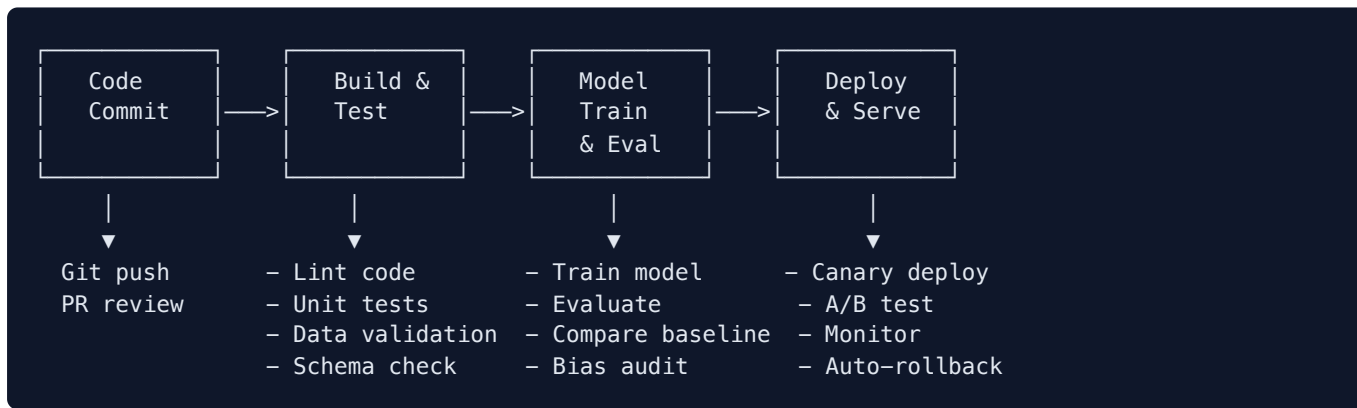 Code Build & Model Deploy
Commit ───> Test ───> Train ───> & Serve
& Eval
Git push - Lint code - Train model - Canary deploy
PR review - Unit tests - Evaluate - A/B test
- Data validation - Compare baseline - Monitor
- Schema check - Bias audit - Auto-rollback